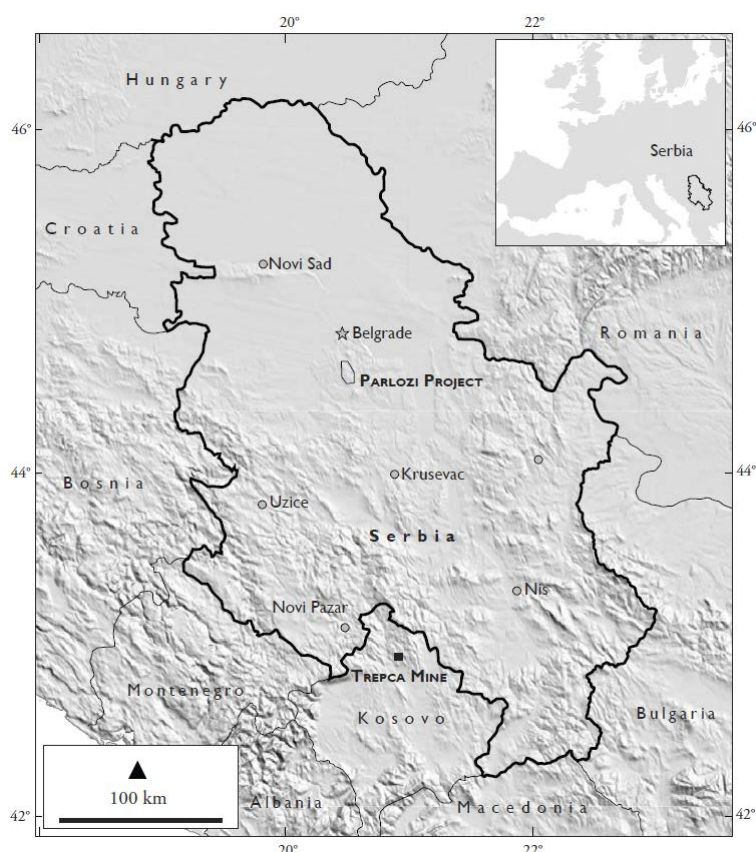 20°
22°
Hungary
46°
46°
Serbia
Croatia
Novi Sad
Romania
Belgrade
PARLOZI PROJECT
44°
44°
Bosnia
Krusevac
Uzice
Serbia
Nis
Novi Pazar
TREPCA MINE
Montenegro
Kosovo
Bulgaria
100 km
Albania
Macedonia
42°
42°
20°
22°